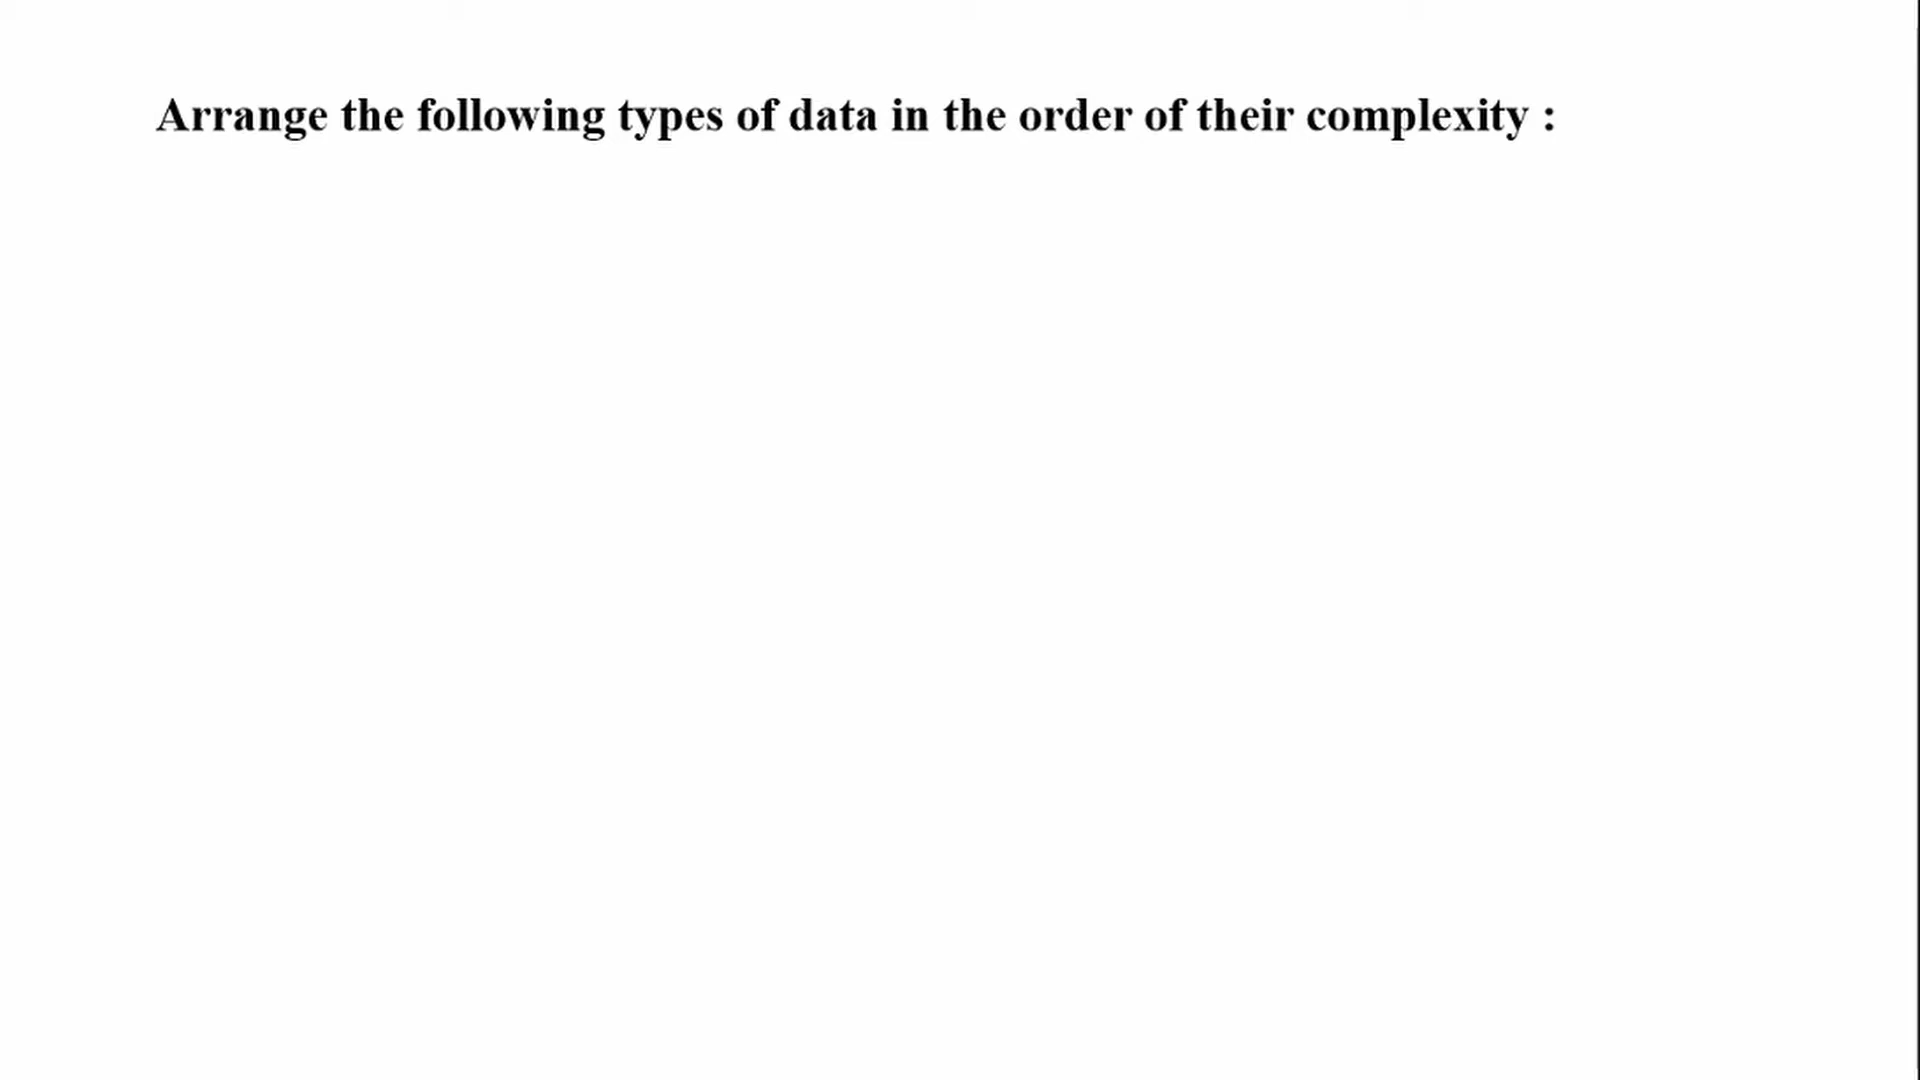 Arrange the following types of data in the order of their complexity :